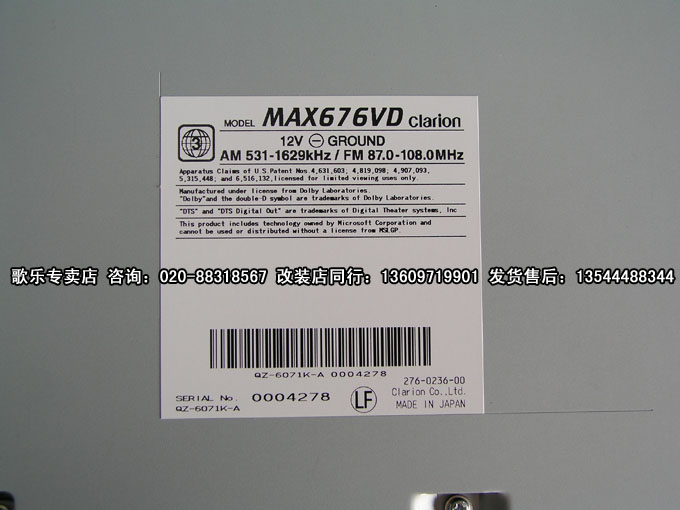 MODEL MAX676VD clarion
3
12V ⊖ GROUND
AM 531-1629kHz / FM 87.0-108.0MHz
Apparatus Claims of U.S.Patent Nos.4,631,603; 4,819,098; 4,907,093,
5,315,448; and 6,516,132,licensed for limited viewing uses only.
Manufactured under license from Dolby Laboratories.
"Dolby"and the double-D symbol are trademarks of Dolby Laboratories.
"DTS" and "DTS Digital Out" are trademarks of Digital Theater systems, Inc
This product includes technology owned by Microsoft Corporation and
cannot be used or distributed without a license from MSLGP.
歌乐专卖店 咨询：020-88318567 改装店同行：13609719901 发货售后：13544488344
QZ-6071K-A 0004278
276-0236-00
SERIAL No. 0004278 LF Clarion Co.,Ltd.
QZ-6071K-A MADE IN JAPAN